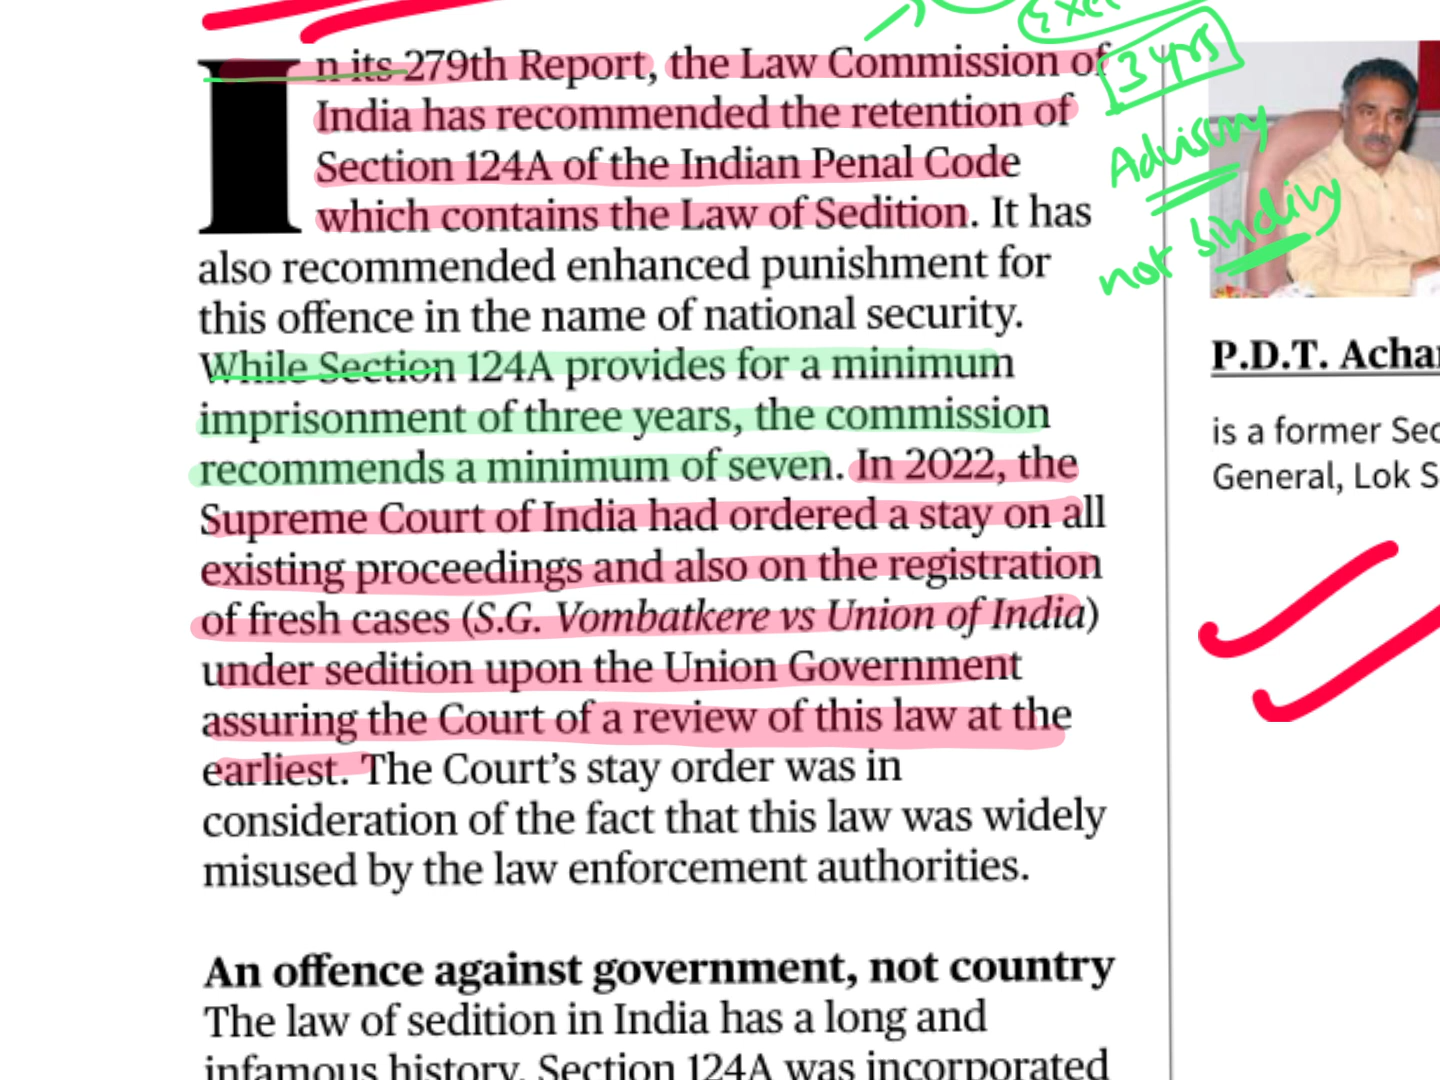 3 yrs
Advisory
not binding
In its 279th Report, the Law Commission of
India has recommended the retention of
Section 124A of the Indian Penal Code
which contains the Law of Sedition. It has
also recommended enhanced punishment for
this offence in the name of national security.
While Section 124A provides for a minimum
imprisonment of three years, the commission
recommends a minimum of seven. In 2022, the
Supreme Court of India had ordered a stay on all
existing proceedings and also on the registration
of fresh cases (S.G. Vombatkere vs Union of India)
under sedition upon the Union Government
assuring the Court of a review of this law at the
earliest. The Court’s stay order was in
consideration of the fact that this law was widely
misused by the law enforcement authorities.
An offence against government, not country
The law of sedition in India has a long and
infamous history. Section 124A was incorporated
P.D.T. Achar
is a former Sec
General, Lok S